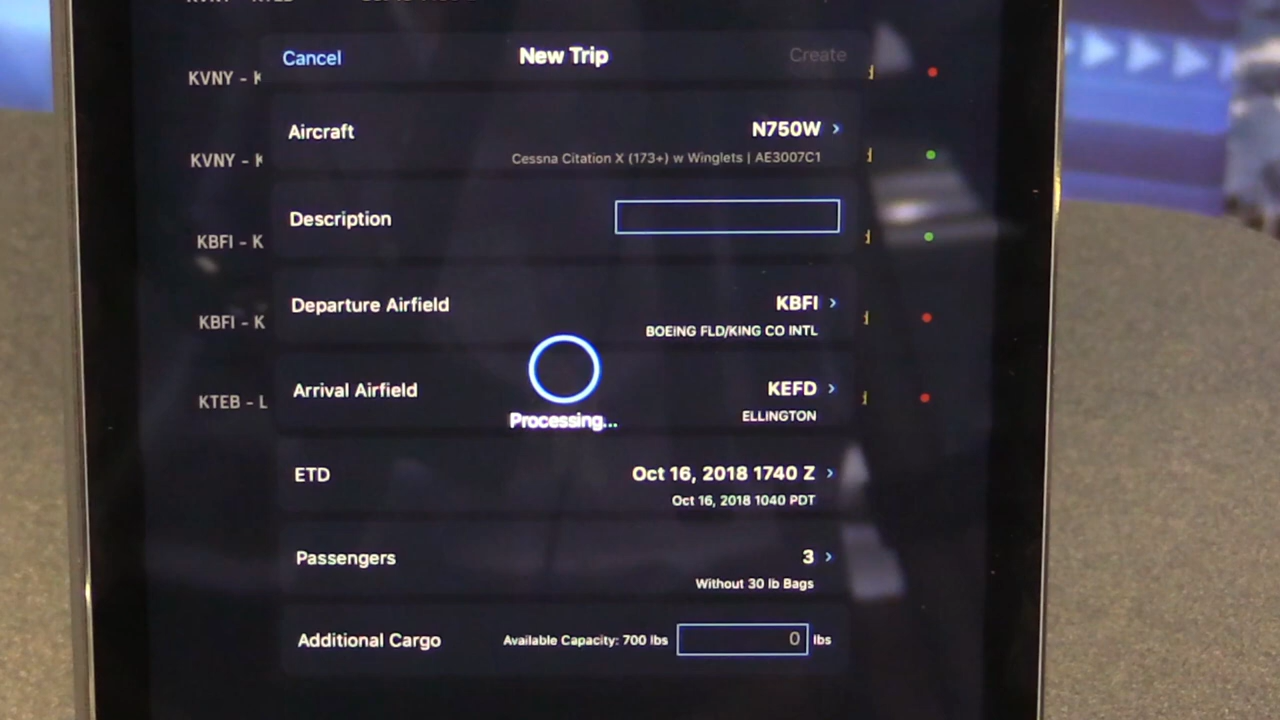 Cancel New Trip Create
KVNY - K
Aircraft N750W >
Cessna Citation X (173+) w Winglets | AE3007C1
KVNY - K
Description
KBFI - K
Departure Airfield KBFI >
BOEING FLD/KING CO INTL
KBFI - K
Arrival Airfield KEFD >
ELLINGTON
KTEB - L
Processing...
ETD Oct 16, 2018 1740 Z >
Oct 16, 2018 1040 PDT
Passengers 3 >
Without 30 lb Bags
Additional Cargo Available Capacity: 700 lbs 0 lbs